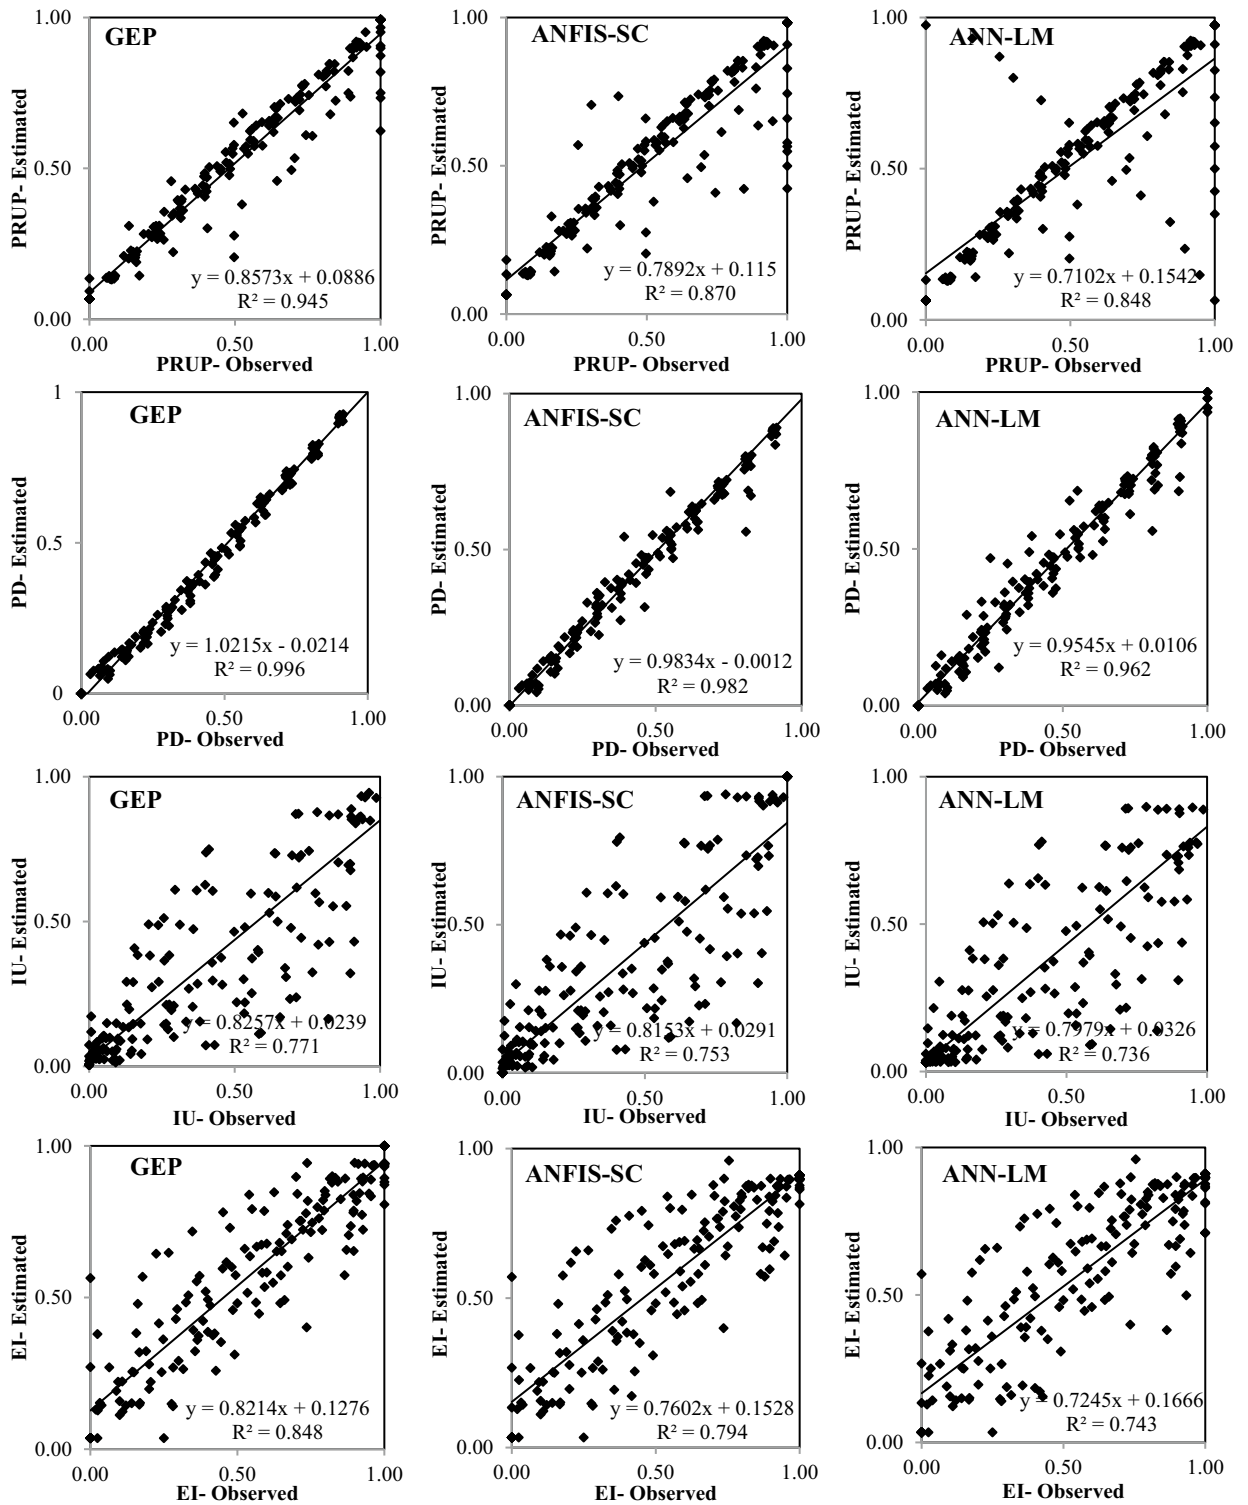 GEP
PRUP- Estimated
1.00
0.50
0.00
y = 0.8573x + 0.0886
R² = 0.945
0.00 0.50 1.00
PRUP- Observed
ANFIS-SC
PRUP- Estimated
1.00
0.50
0.00
y = 0.7892x + 0.115
R² = 0.870
0.00 0.50 1.00
PRUP- Observed
ANN-LM
PRUP- Estimated
1.00
0.50
0.00
y = 0.7102x + 0.1542
R² = 0.848
0.00 0.50 1.00
PRUP- Observed
GEP
PD- Estimated
1
0.5
0
y = 1.0215x - 0.0214
R² = 0.996
0.00 0.50 1.00
PD- Observed
ANFIS-SC
PD- Estimated
1.00
0.50
0.00
y = 0.9834x - 0.0012
R² = 0.982
0.00 0.50 1.00
PD- Observed
ANN-LM
PD- Estimated
1.00
0.50
0.00
y = 0.9545x + 0.0106
R² = 0.962
0.00 0.50 1.00
PD- Observed
GEP
IU- Estimated
1.00
0.50
0.00
y = 0.8257x + 0.0239
R² = 0.771
0.00 0.50 1.00
IU- Observed
ANFIS-SC
IU- Estimated
1.00
0.50
0.00
y = 0.8153x + 0.0291
R² = 0.753
0.00 0.50 1.00
IU- Observed
ANN-LM
IU- Estimated
1.00
0.50
0.00
y = 0.7979x + 0.0326
R² = 0.736
0.00 0.50 1.00
IU- Observed
GEP
EI- Estimated
1.00
0.50
0.00
y = 0.8214x + 0.1276
R² = 0.848
0.00 0.50 1.00
EI- Observed
ANFIS-SC
EI- Estimated
1.00
0.50
0.00
y = 0.7602x + 0.1528
R² = 0.794
0.00 0.50 1.00
EI- Observed
ANN-LM
EI- Estimated
1.00
0.50
0.00
y = 0.7245x + 0.1666
R² = 0.743
0.00 0.50 1.00
EI- Observed